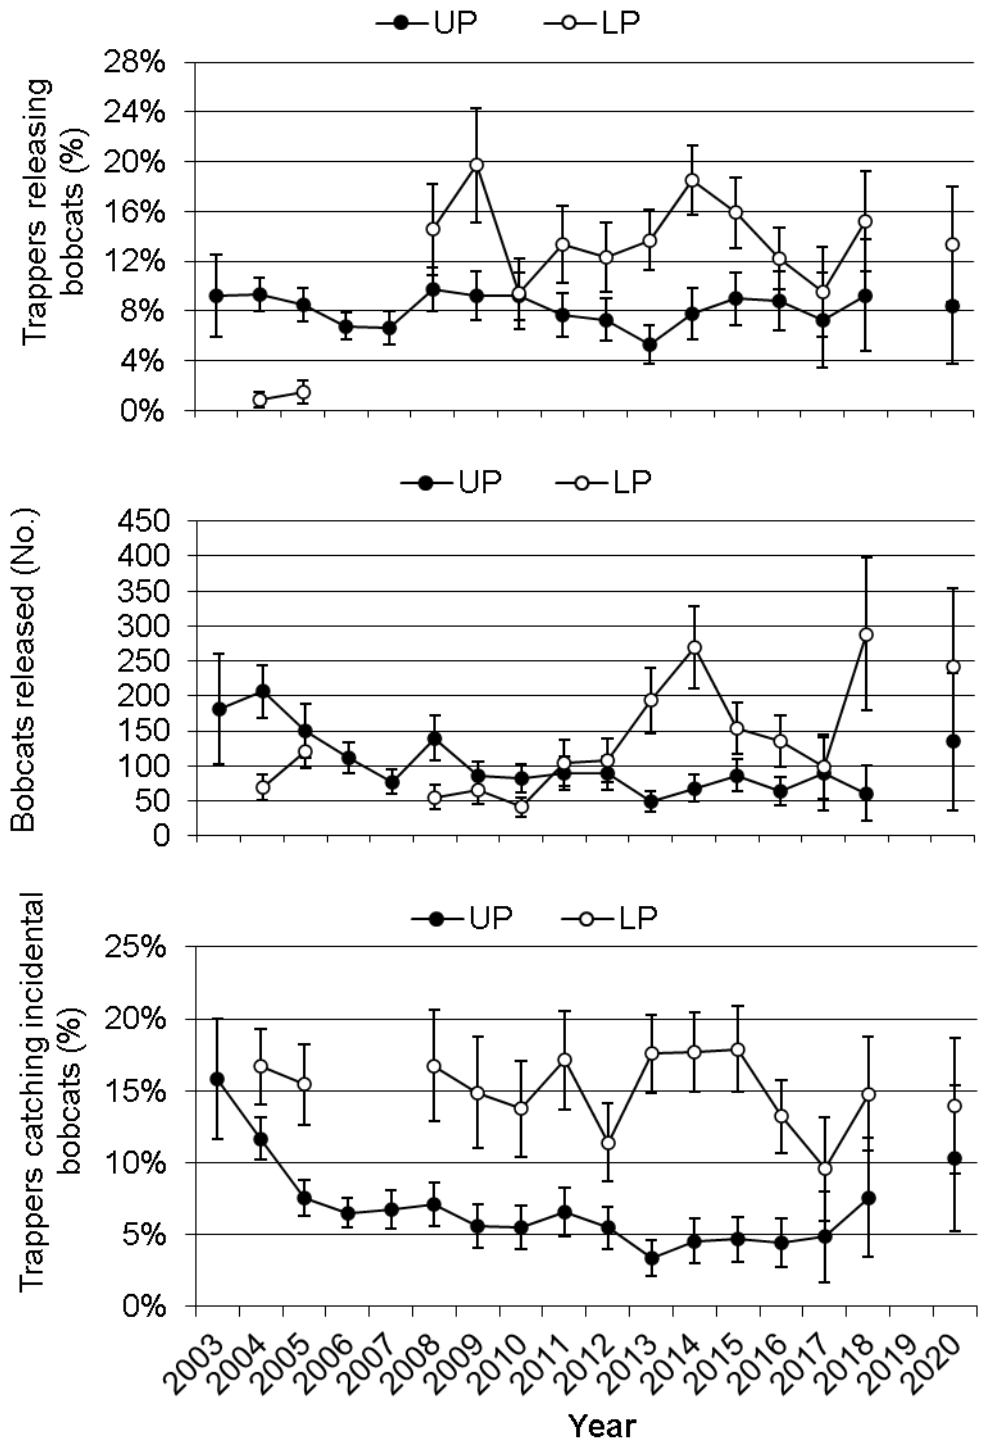 UP LP
Trappers releasing
bobcats (%)
28%
24%
20%
16%
12%
8%
4%
0%
UP LP
Bobcats released (No.)
450
400
350
300
250
200
150
100
50
0
UP LP
Trappers catching incidental
bobcats (%)
25%
20%
15%
10%
5%
0%
2003 2004 2005 2006 2007 2008 2009 2010 2011 2012 2013 2014 2015 2016 2017 2018 2019 2020
Year